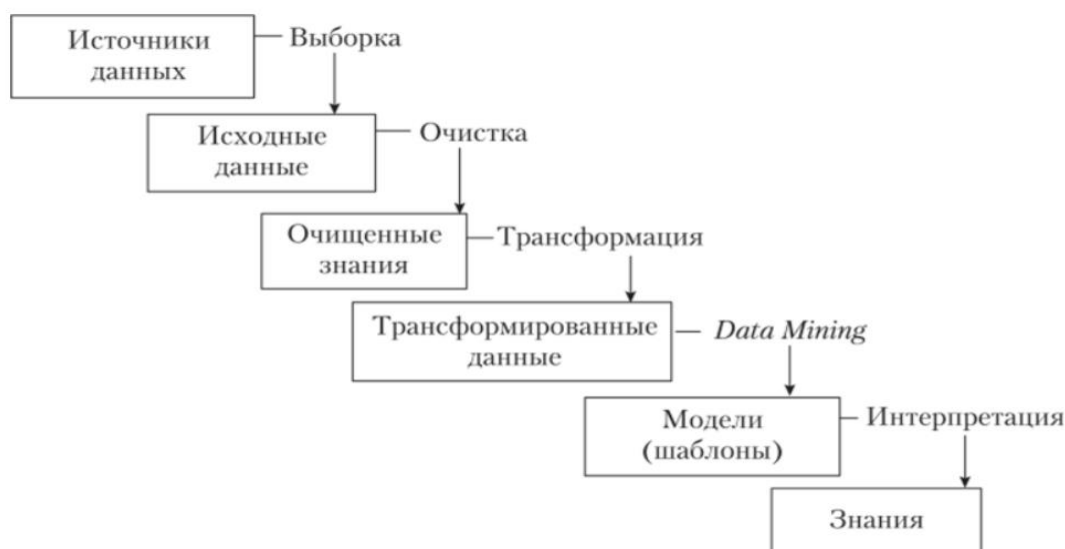 Источники
данных
Выборка
Исходные
данные
Очистка
Очищенные
знания
Трансформация
Трансформированные
данные
Data Mining
Модели
(шаблоны)
Интерпретация
Знания